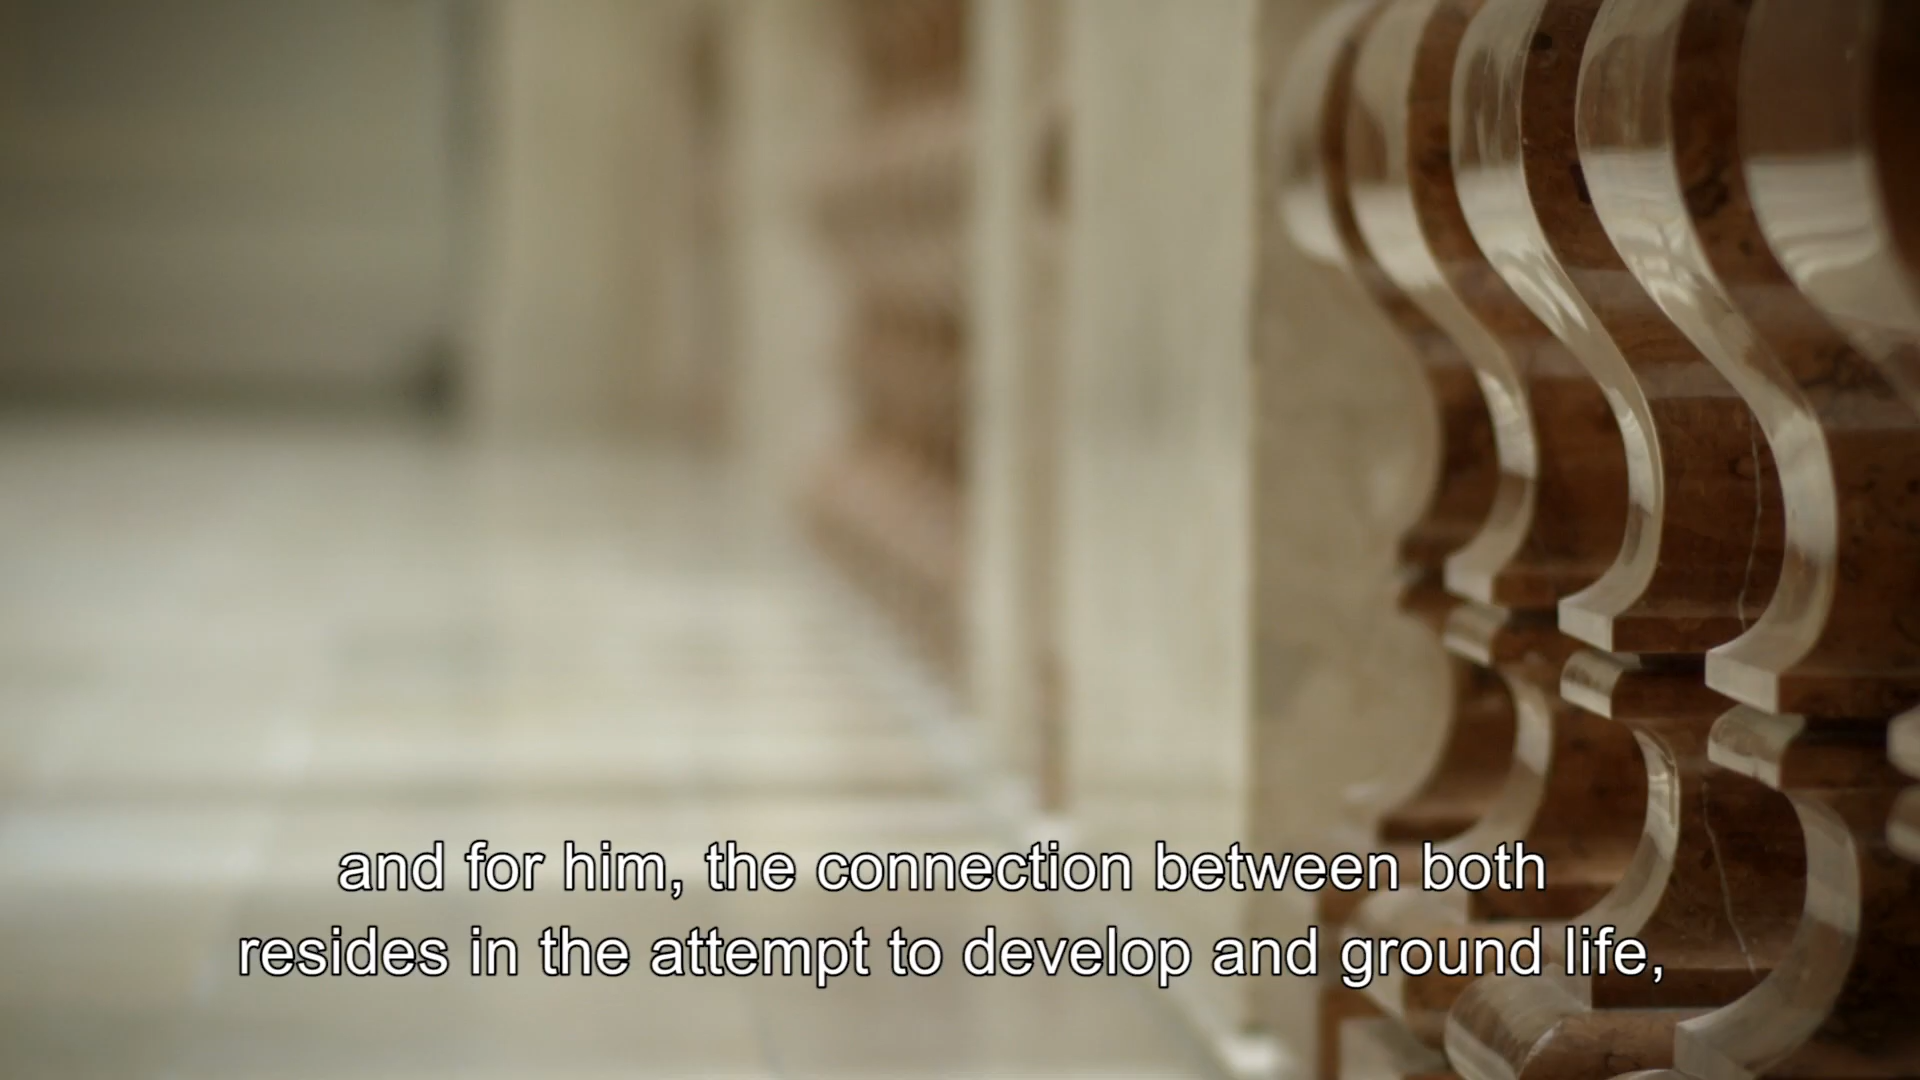 and for him, the connection between both
resides in the attempt to develop and ground life,